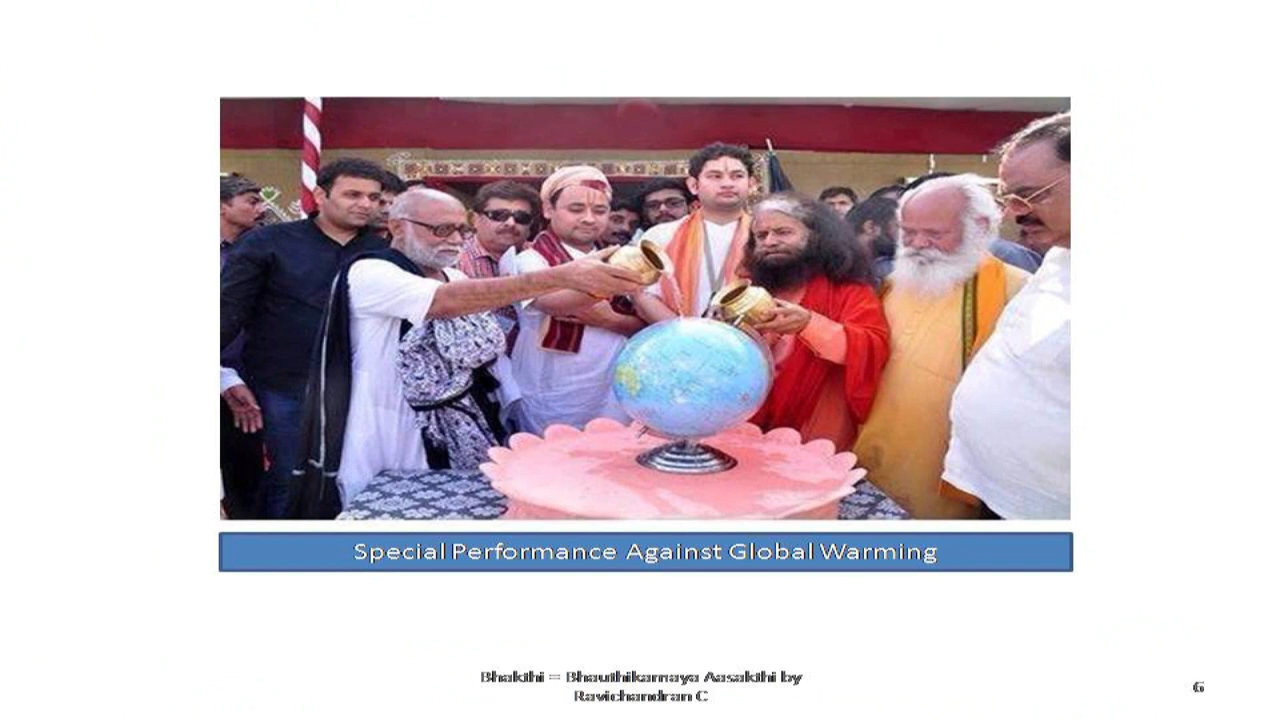 Special Performance Against Global Warming
Bhakthi = Bhauthikamaya Aasakthi by
Ravichandran C
6